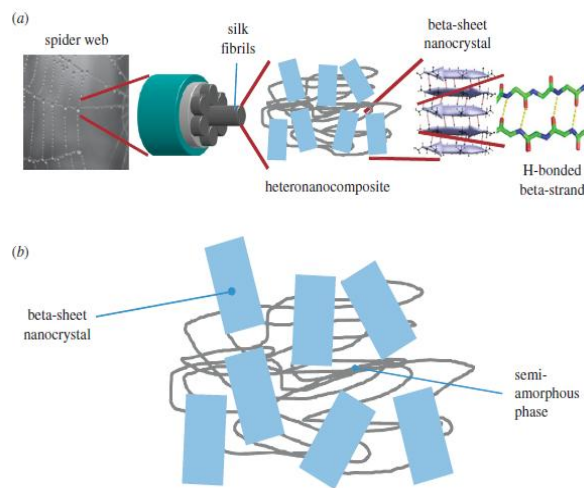 (a)
spider web
silk
fibrils
beta-sheet
nanocrystal
heteronanocomposite
H-bonded
beta-strand
(b)
beta-sheet
nanocrystal
semi-
amorphous
phase